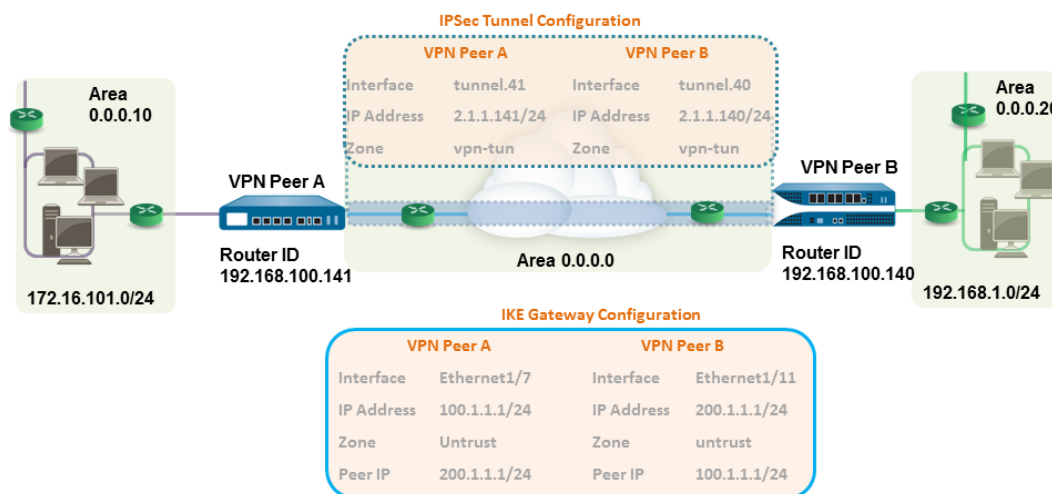 IPSec Tunnel Configuration
VPN Peer A VPN Peer B
Interface tunnel.41 Interface tunnel.40
IP Address 2.1.1.141/24 IP Address 2.1.1.140/24
Zone vpn-tun Zone vpn-tun
Area
0.0.0.10
172.16.101.0/24
VPN Peer A
Router ID
192.168.100.141
Area 0.0.0.0
VPN Peer B
Router ID
192.168.100.140
Area
0.0.0.20
192.168.1.0/24
IKE Gateway Configuration
VPN Peer A VPN Peer B
Interface Ethernet1/7 Interface Ethernet1/11
IP Address 100.1.1.1/24 IP Address 200.1.1.1/24
Zone Untrust Zone untrust
Peer IP 200.1.1.1/24 Peer IP 100.1.1.1/24